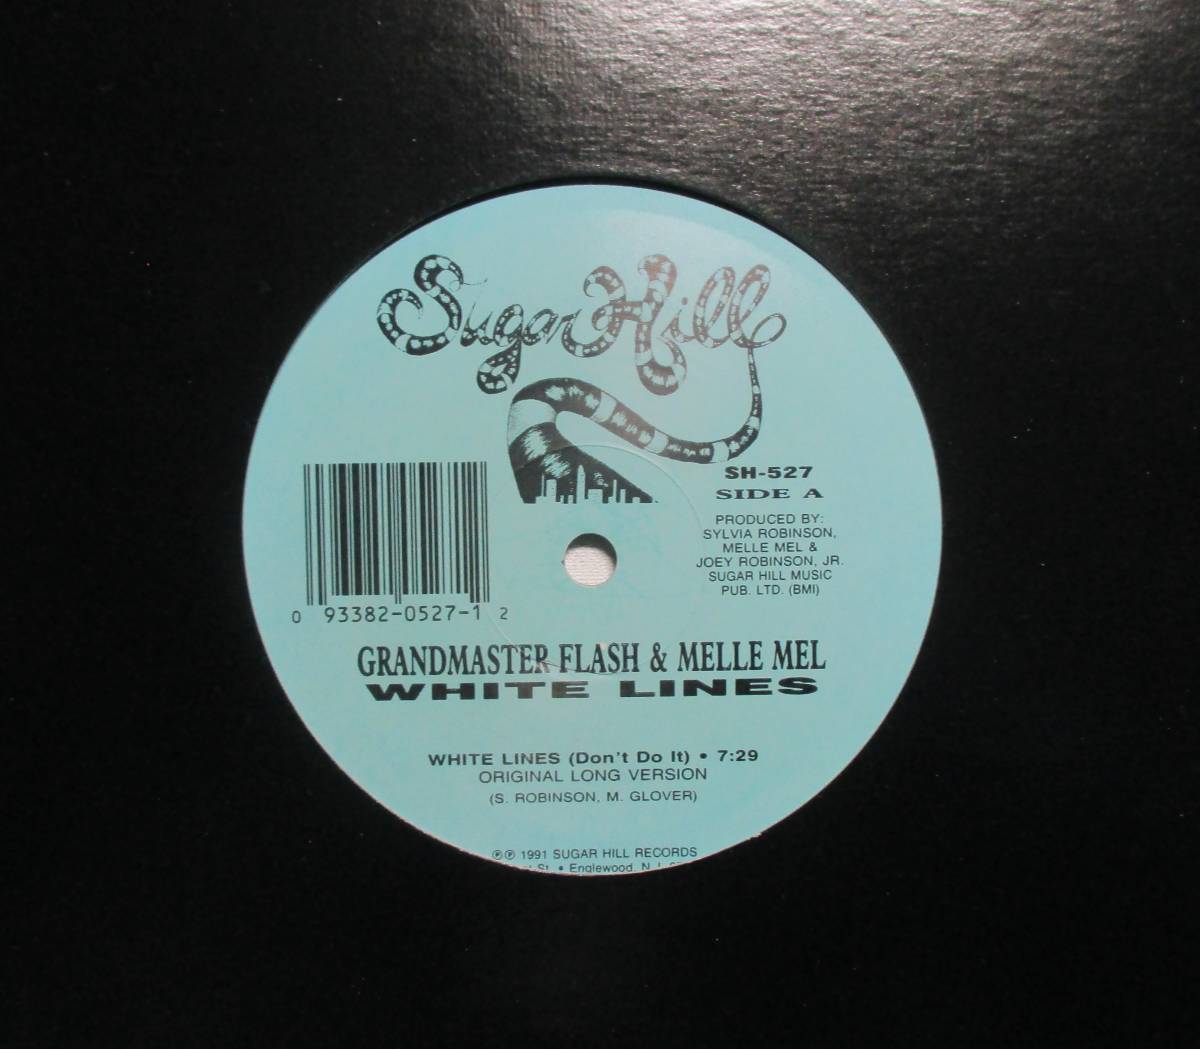 Sugar Hill
SH-527
SIDE A
PRODUCED BY:
SYLVIA ROBINSON,
MELLE MEL &
JOEY ROBINSON, JR.
SUGAR HILL MUSIC
PUB. LTD. (BMI)
0 93382-0527-1 2
GRANDMASTER FLASH & MELLE MEL
WHITE LINES
WHITE LINES (Don't Do It) • 7:29
ORIGINAL LONG VERSION
(S. ROBINSON, M. GLOVER)
℗℗ 1991 SUGAR HILL RECORDS
St. • Englewood, N.J.